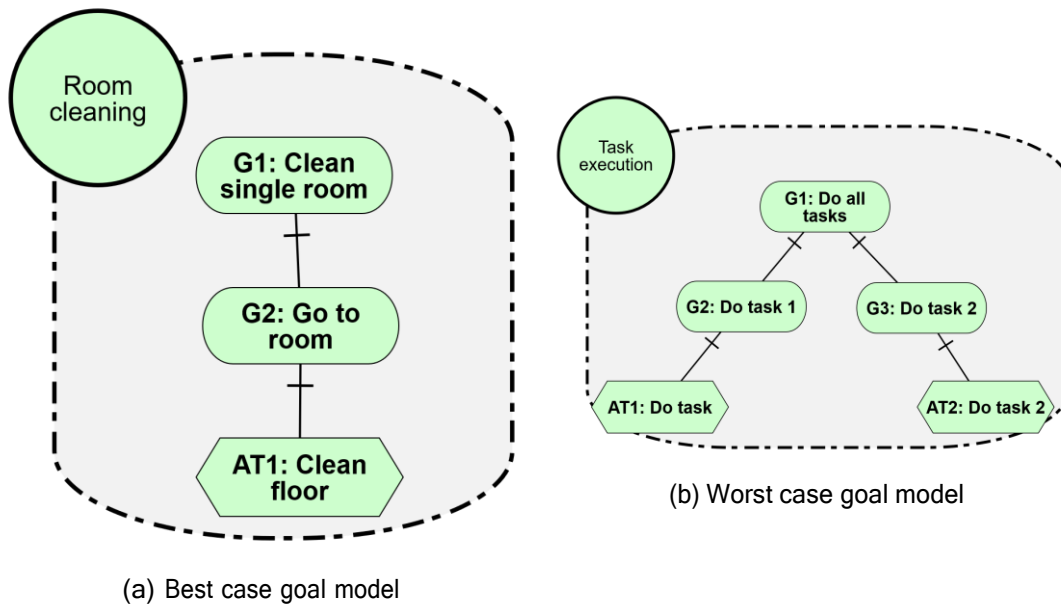 Room
cleaning
G1: Clean
single room
G2: Go to
room
AT1: Clean
floor
(a) Best case goal model
Task
execution
G1: Do all
tasks
G2: Do task 1
G3: Do task 2
AT1: Do task
AT2: Do task 2
(b) Worst case goal model